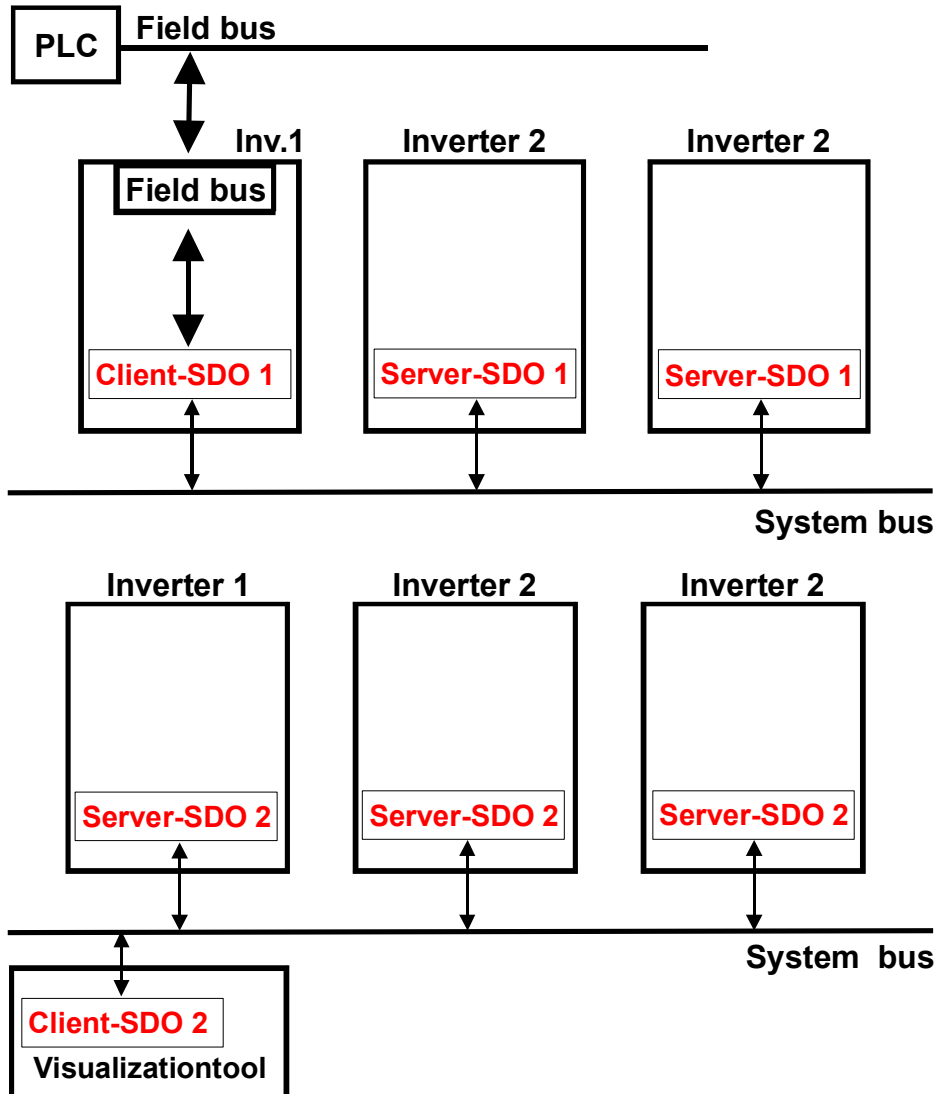 PLC
Field bus
Inv.1
Inverter 2
Inverter 2
Field bus
Client-SDO 1
Server-SDO 1
Server-SDO 1
System bus
Inverter 1
Inverter 2
Inverter 2
Server-SDO 2
Server-SDO 2
Server-SDO 2
System bus
Client-SDO 2
Visualizationtool